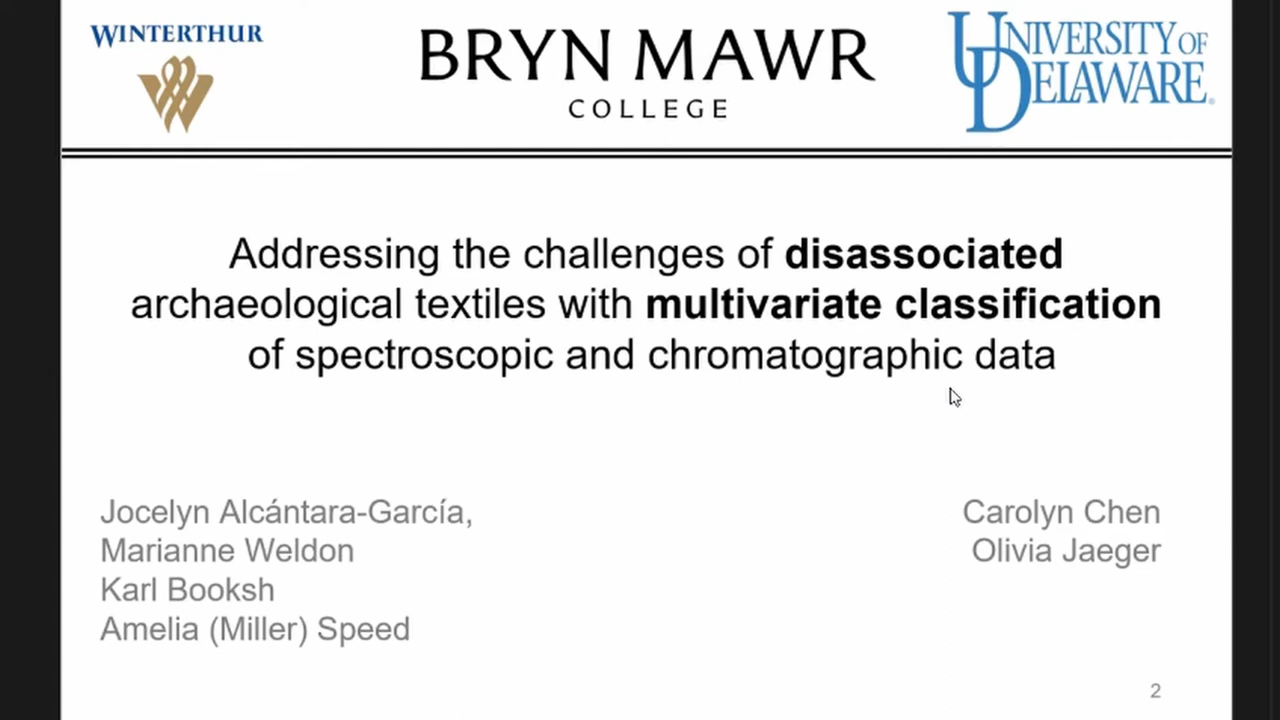 WINTERTHUR
BRYN MAWR
COLLEGE
UNIVERSITY OF
DELAWARE
Addressing the challenges of disassociated
archaeological textiles with multivariate classification
of spectroscopic and chromatographic data
Jocelyn Alcántara-García,
Marianne Weldon
Karl Booksh
Amelia (Miller) Speed
Carolyn Chen
Olivia Jaeger
2